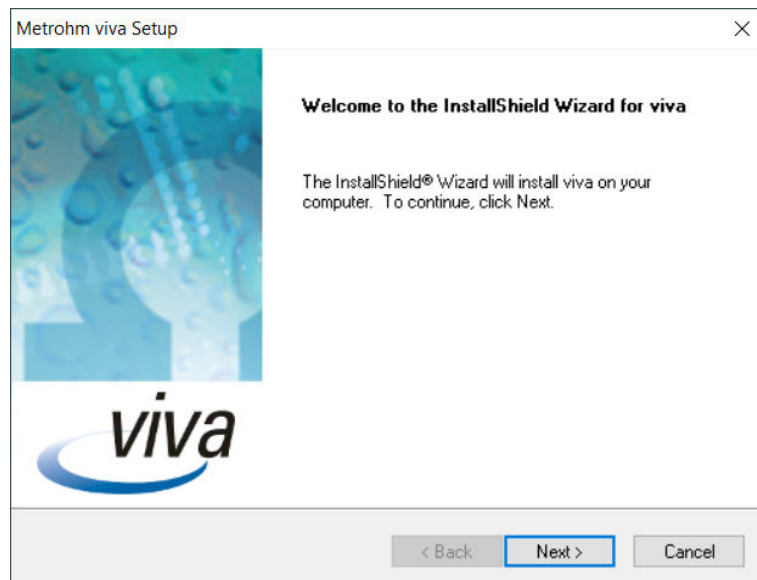 Metrohm viva Setup
Welcome to the InstallShield Wizard for viva
The InstallShield® Wizard will install viva on your
computer. To continue, click Next.
viva
< Back
Next >
Cancel